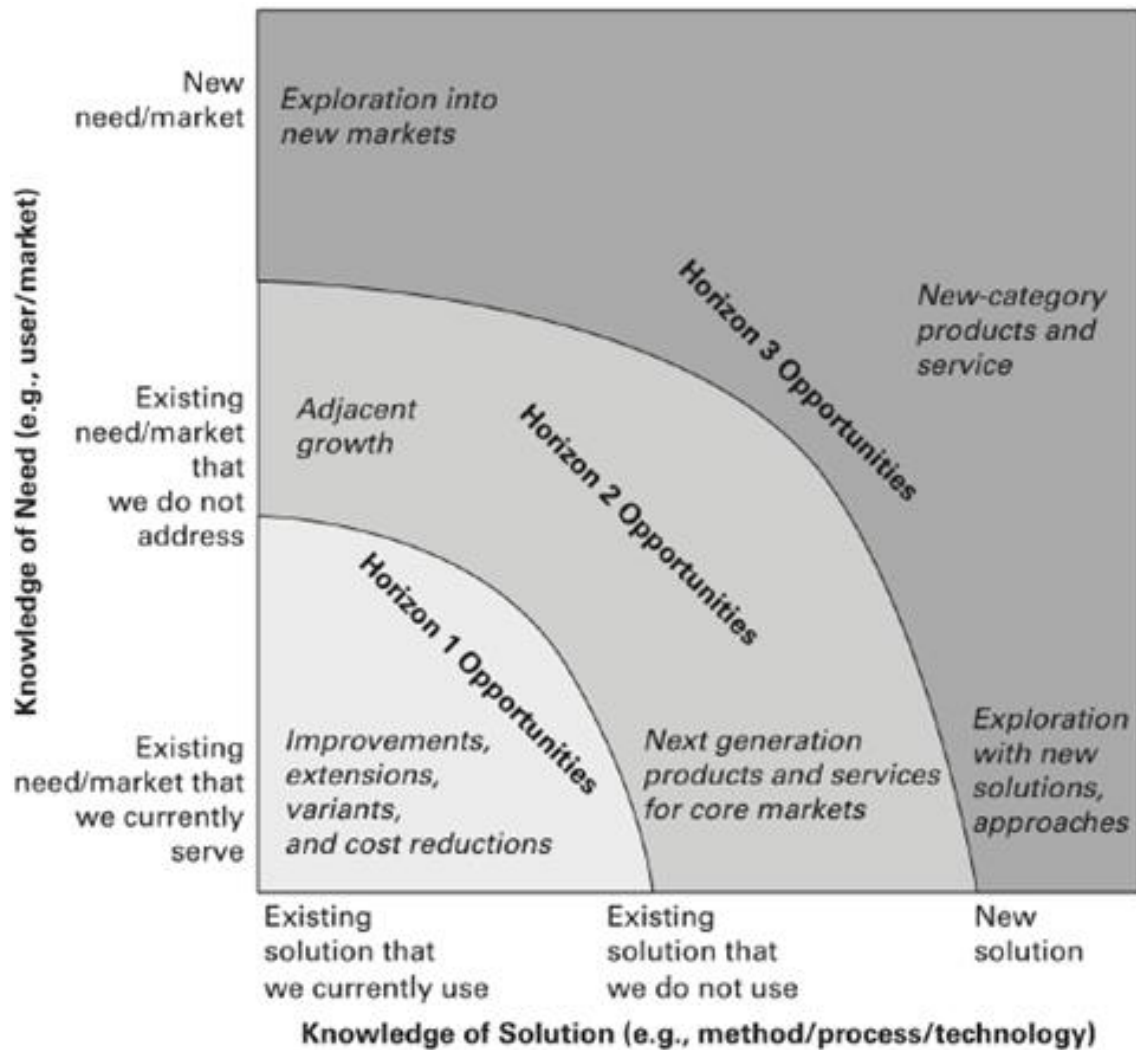 New
need/market
Exploration into
new markets
Knowledge of Need (e.g., user/market)
Horizon 3 Opportunities
New-category
products and
service
Existing
need/market
that
we do not
address
Adjacent
growth
Horizon 2 Opportunities
Horizon 1 Opportunities
Existing
need/market that
we currently
serve
Improvements,
extensions,
variants,
and cost reductions
Next generation
products and services
for core markets
Exploration
with new
solutions,
approaches
Existing
solution that
we currently use
Existing
solution that
we do not use
New
solution
Knowledge of Solution (e.g., method/process/technology)